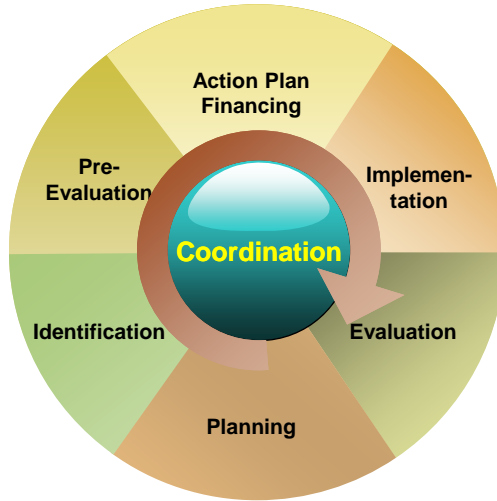 Action Plan
Financing
Pre-
Evaluation
Implemen-
tation
Coordination
Identification
Evaluation
Planning